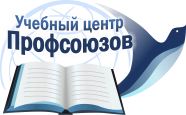 Учебный центр
Профсоюзов